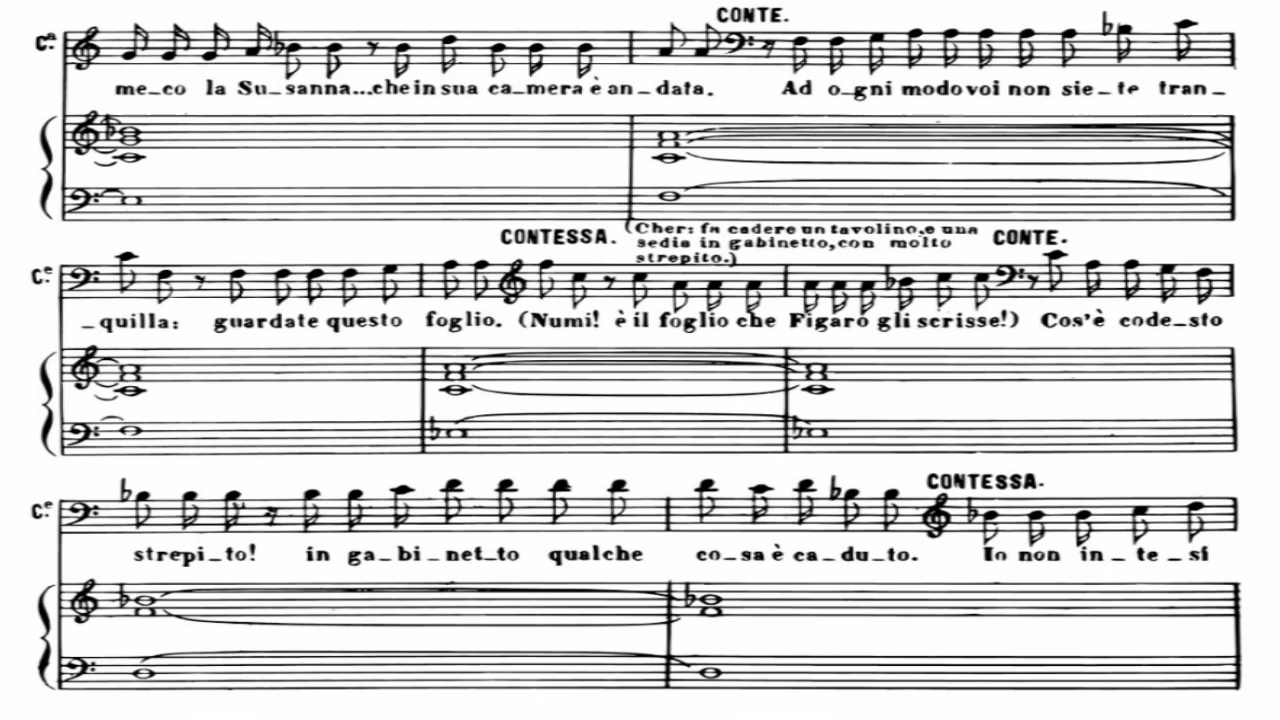 CONTE.
C.a
me_co la Su_sanna...che in sua ca_mera è an_data. Ad o_gni modo voi non sie_te tran_
CONTESSA. (Cher: fa cadere un tavolino, e una CONTE.
sedia in gabinetto, con molto
strepito.)
C.e
_quilla: guardate questo foglio. (Numi! è il foglio che Figaro gli scrisse!) Cos'è code_sto
CONTESSA.
C.e
strepi_to! in ga_bi_net_to qualche co_sa è ca_du_to. Io non in_te_si